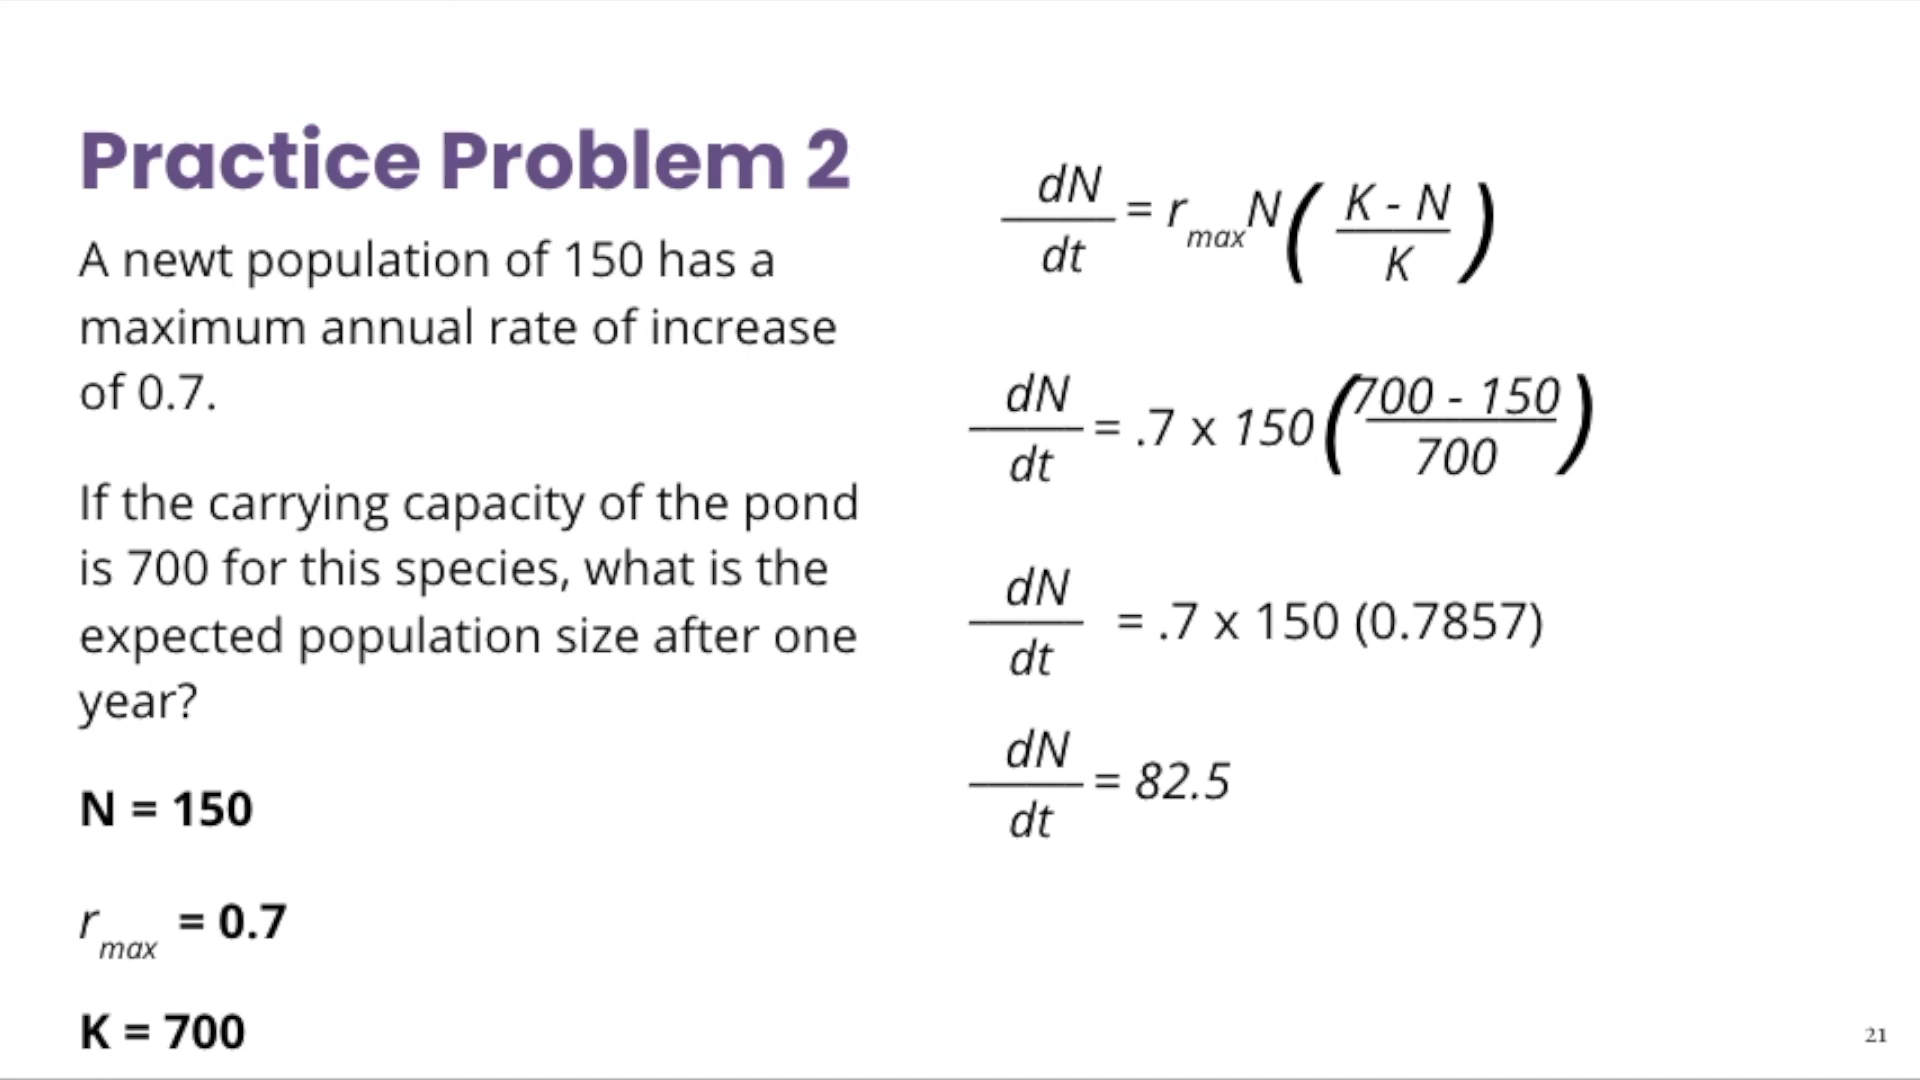 Practice Problem 2
A newt population of 150 has a
maximum annual rate of increase
of 0.7.
If the carrying capacity of the pond
is 700 for this species, what is the
expected population size after one
year?
N = 150
r max = 0.7
K = 700
dN/dt = r max N ( K - N / K )
dN/dt = .7 x 150 ( 700 - 150 / 700 )
dN/dt = .7 x 150 (0.7857)
dN/dt = 82.5
21